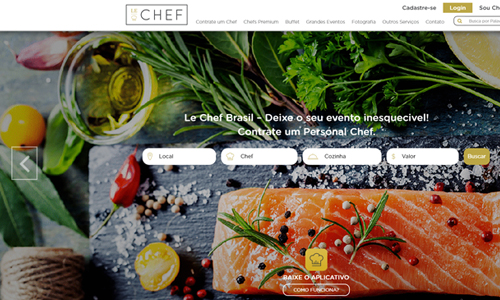 Cadastre-se Login Sou Ch
LE CHEF
Contrate um Chef Chefs Premium Buffet Grandes Eventos Fotografia Outros Serviços Contato Busca por Pala
Le Chef Brasil – Deixe o seu evento inesquecível!
Contrate um Personal Chef.
Local Chef Cozinha Valor Buscar
BAIXE O APLICATIVO
COMO FUNCIONA?